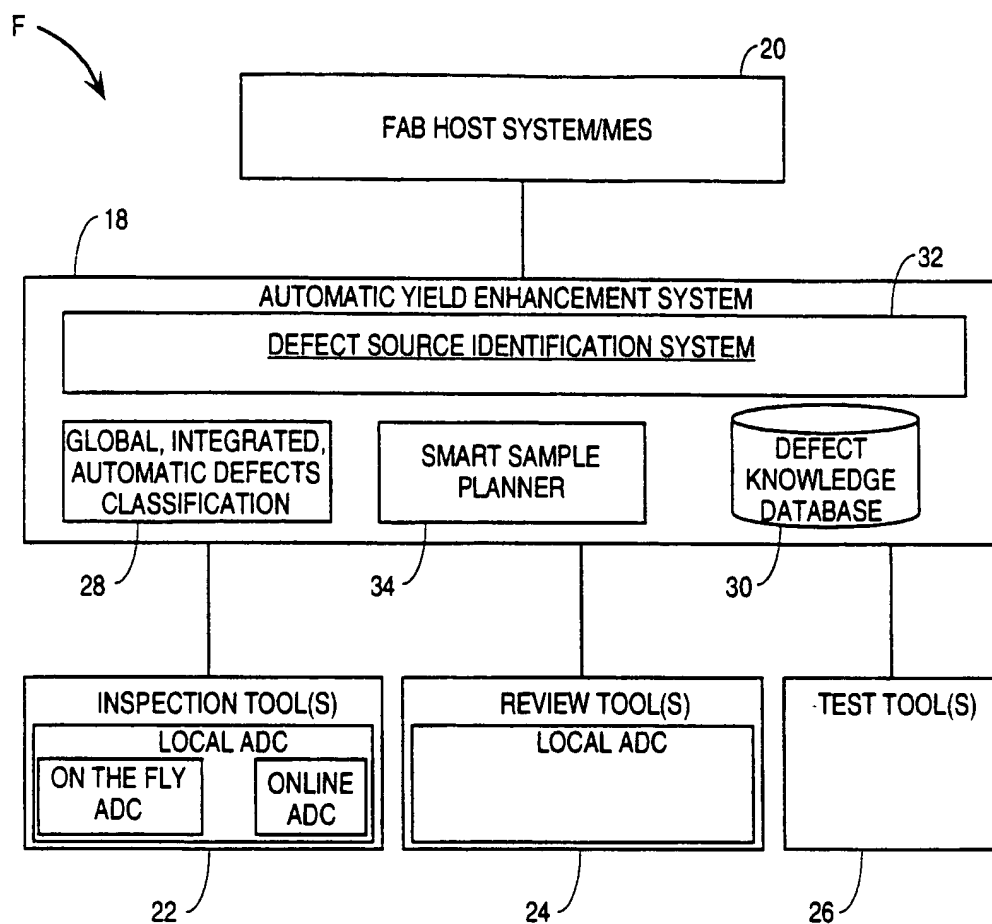 F
20
FAB HOST SYSTEM/MES
18
32
AUTOMATIC YIELD ENHANCEMENT SYSTEM
DEFECT SOURCE IDENTIFICATION SYSTEM
GLOBAL, INTEGRATED,
AUTOMATIC DEFECTS
CLASSIFICATION
SMART SAMPLE
PLANNER
DEFECT
KNOWLEDGE
DATABASE
28
34
30
INSPECTION TOOL(S)
LOCAL ADC
ON THE FLY
ADC
ONLINE
ADC
REVIEW TOOL(S)
LOCAL ADC
TEST TOOL(S)
22
24
26